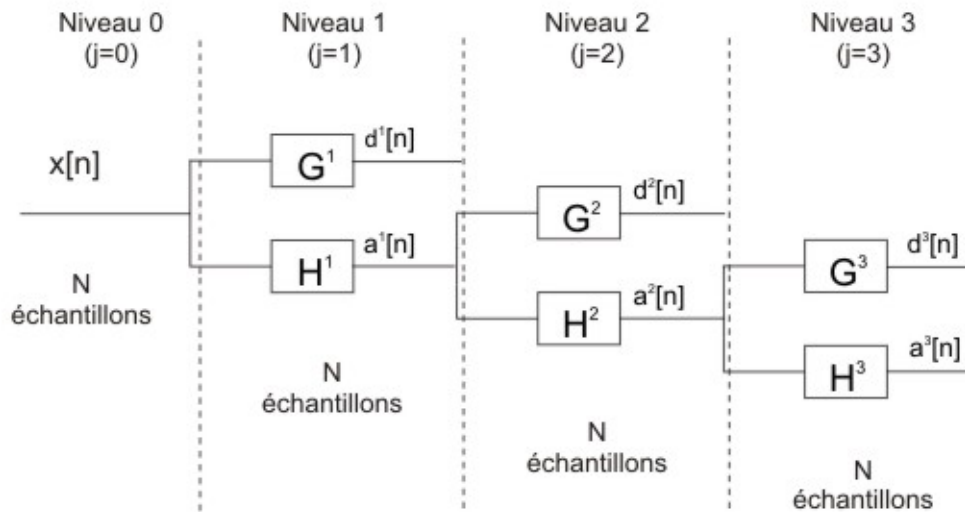 Niveau 0
(j=0)
Niveau 1
(j=1)
Niveau 2
(j=2)
Niveau 3
(j=3)
x[n]
N
échantillons
G¹
d¹[n]
H¹
a¹[n]
N
échantillons
G²
d²[n]
H²
a²[n]
N
échantillons
G³
d³[n]
H³
a³[n]
N
échantillons